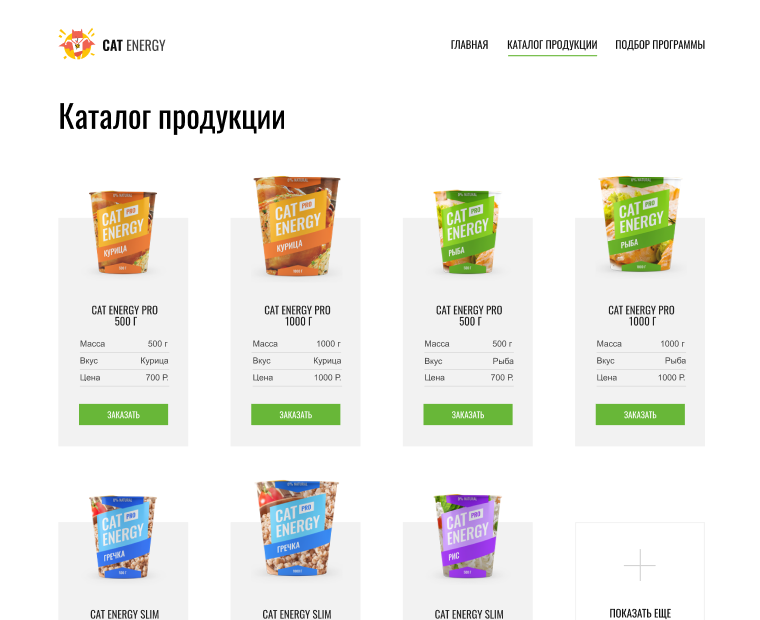 CAT ENERGY
ГЛАВНАЯ КАТАЛОГ ПРОДУКЦИИ ПОДБОР ПРОГРАММЫ
Каталог продукции
CAT PRO
ENERGY
КУРИЦА
CAT PRO
ENERGY
КУРИЦА
CAT PRO
ENERGY
РЫБА
CAT PRO
ENERGY
РЫБА
CAT ENERGY PRO
500 Г
Масса 500 г
Вкус Курица
Цена 700 Р.
ЗАКАЗАТЬ
CAT ENERGY PRO
1000 Г
Масса 1000 г
Вкус Курица
Цена 1000 Р.
ЗАКАЗАТЬ
CAT ENERGY PRO
500 Г
Масса 500 г
Вкус Рыба
Цена 700 Р.
ЗАКАЗАТЬ
CAT ENERGY PRO
1000 Г
Масса 1000 г
Вкус Рыба
Цена 1000 Р.
ЗАКАЗАТЬ
CAT PRO
ENERGY
ГРЕЧКА
CAT PRO
ENERGY
ГРЕЧКА
CAT PRO
ENERGY
РИС
CAT ENERGY SLIM
CAT ENERGY SLIM
CAT ENERGY SLIM
ПОКАЗАТЬ ЕЩЕ